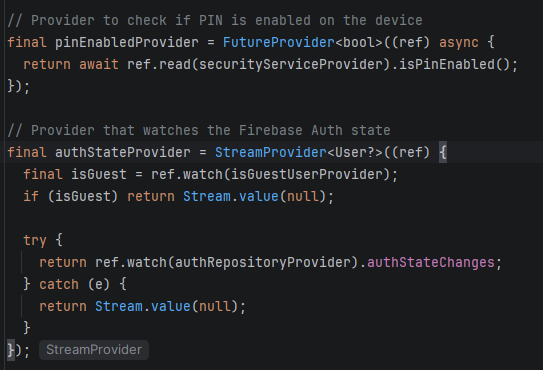 // Provider to check if PIN is enabled on the device
final pinEnabledProvider = FutureProvider<bool>((ref) async {
  return await ref.read(securityServiceProvider).isPinEnabled();
});

// Provider that watches the Firebase Auth state
final authStateProvider = StreamProvider<User?>((ref) {
  final isGuest = ref.watch(isGuestUserProvider);
  if (isGuest) return Stream.value(null);

  try {
    return ref.watch(authRepositoryProvider).authStateChanges;
  } catch (e) {
    return Stream.value(null);
  }
}); StreamProvider